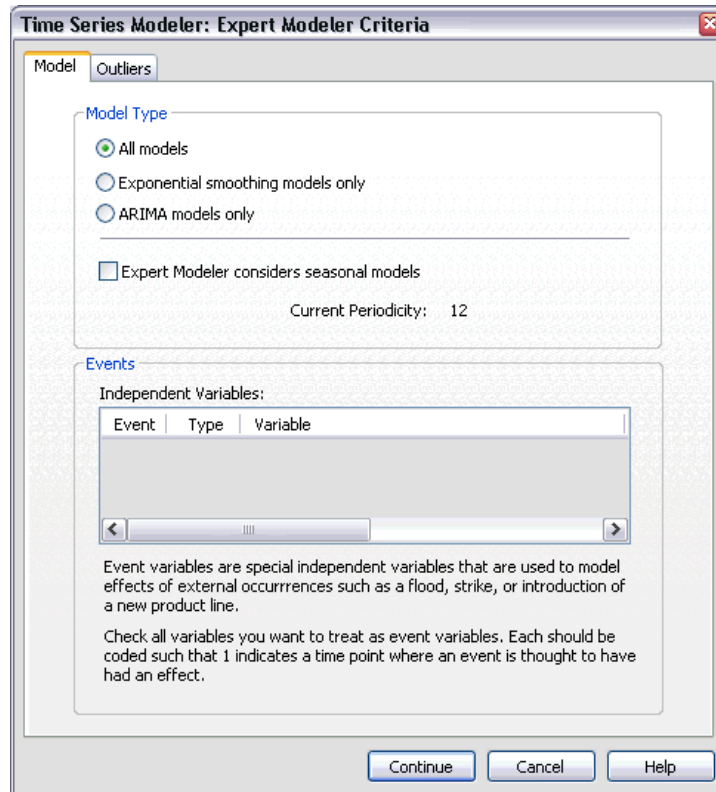 Time Series Modeler: Expert Modeler Criteria
Model Outliers
Model Type
All models
Exponential smoothing models only
ARIMA models only
Expert Modeler considers seasonal models
Current Periodicity: 12
Events
Independent Variables:
Event Type Variable
Event variables are special independent variables that are used to model
effects of external occurrrences such as a flood, strike, or introduction of
a new product line.
Check all variables you want to treat as event variables. Each should be
coded such that 1 indicates a time point where an event is thought to have
had an effect.
Continue Cancel Help